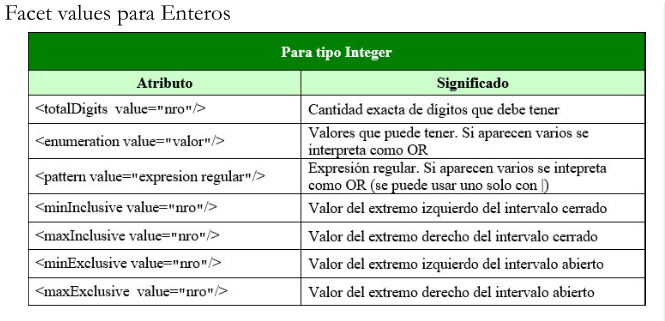 Facet values para Enteros
Para tipo Integer
Atributo Significado
<totalDigits value="nro"/> Cantidad exacta de dígitos que debe tener
<enumeration value="valor"/> Valores que puede tener. Si aparecen varios se
interpreta como OR
<pattern value="expresion regular"/> Expresión regular. Si aparecen varios se intepreta
como OR (se puede usar uno solo con |)
<minInclusive value="nro"/> Valor del extremo izquierdo del intervalo cerrado
<maxInclusive value="nro"/> Valor del extremo derecho del intervalo cerrado
<minExclusive value="nro"/> Valor del extremo izquierdo del intervalo abierto
<maxExclusive value="nro"/> Valor del extremo derecho del intervalo abierto